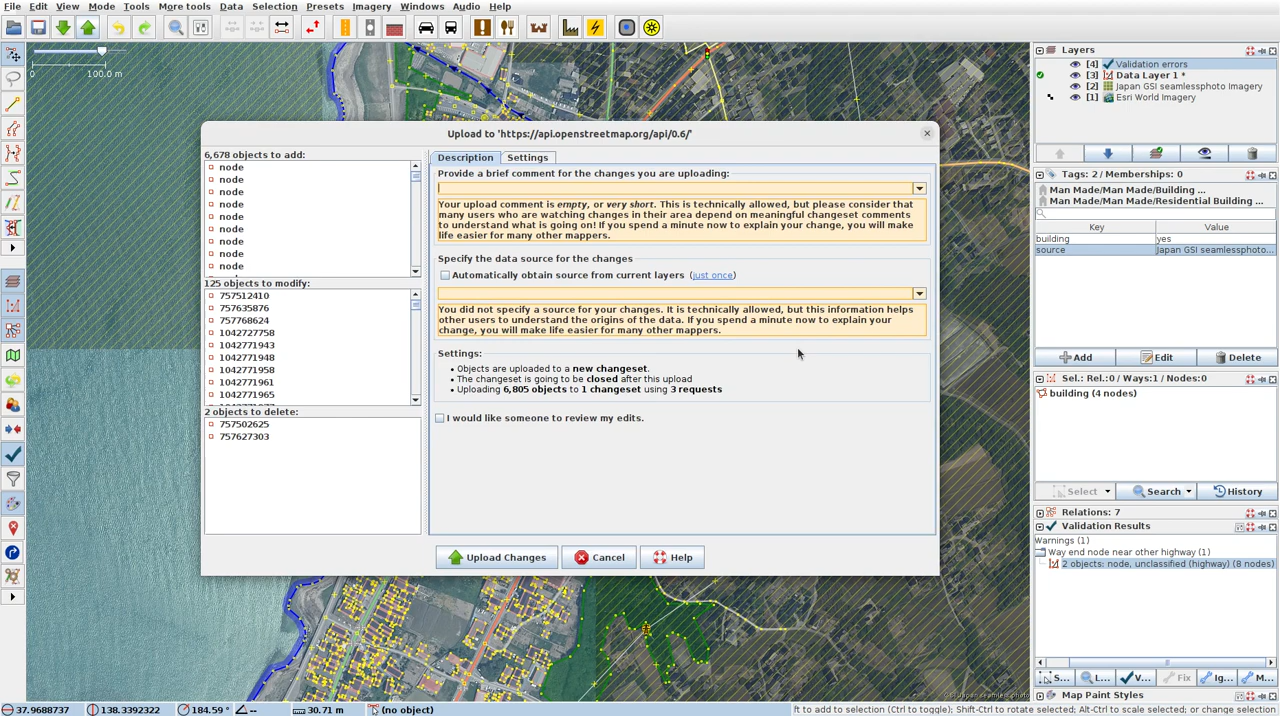 File Edit View Mode Tools More tools Data Selection Presets Imagery Windows Audio Help
0 100.0 m
Upload to 'https://api.openstreetmap.org/api/0.6/'
6,678 objects to add:
node
node
node
node
node
node
node
node
node
125 objects to modify:
757512410
757635876
757768624
1042727758
1042771943
1042771948
1042771958
1042771961
1042771965
2 objects to delete:
757502625
757627303
Description Settings
Provide a brief comment for the changes you are uploading:
Your upload comment is empty, or very short. This is technically allowed, but please consider that
many users who are watching changes in their area depend on meaningful changeset comments
to understand what is going on! If you spend a minute now to explain your change, you will make
life easier for many other mappers.
Specify the data source for the changes
Automatically obtain source from current layers (just once)
You did not specify a source for your changes. It is technically allowed, but this information helps
other users to understand the origins of the data. If you spend a minute now to explain your
change, you will make life easier for many other mappers.
Settings:
• Objects are uploaded to a new changeset.
• The changeset is going to be closed after this upload
• Uploading 6,805 objects to 1 changeset using 3 requests
I would like someone to review my edits.
Upload Changes Cancel Help
Layers
[4] Validation errors
[3] Data Layer 1 *
[2] Japan GSI seamlessphoto Imagery
[1] Esri World Imagery
Tags: 2 / Memberships: 0
Man Made/Man Made/Building ...
Man Made/Man Made/Residential Building ...
Key Value
building yes
source Japan GSI seamlessphoto...
Add Edit Delete
Sel.: Rel.:0 / Ways:1 / Nodes:0
building (4 nodes)
Select Search History
Relations: 7
Validation Results
Warnings (1)
Way end node near other highway (1)
2 objects: node, unclassified (highway) (8 nodes)
S... L... V... Fix Ig... M...
Map Paint Styles
37.9688737 138.3392322 184.59 ° -- 30.71 m (no object) ft to add to selection (Ctrl to toggle); Shift-Ctrl to rotate selected; Alt-Ctrl to scale selected; or change selection